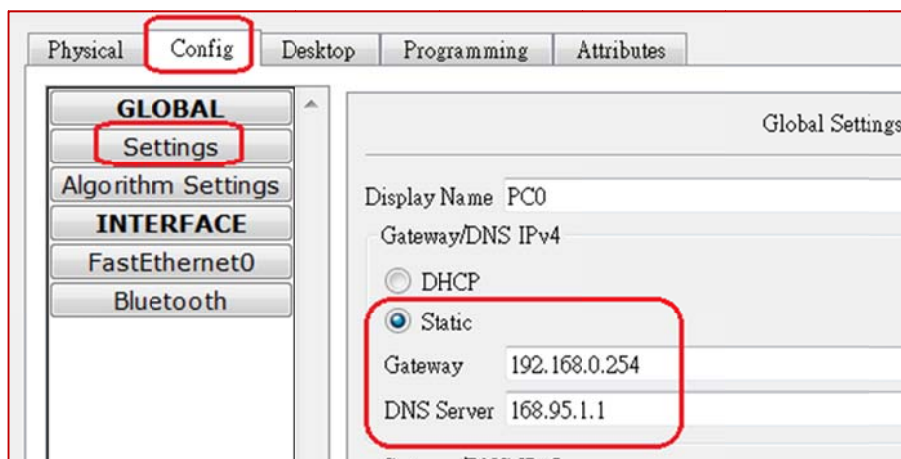 Physical Config Desktop Programming Attributes
GLOBAL
Settings
Algorithm Settings
INTERFACE
FastEthernet0
Bluetooth
Global Settings
Display Name PC0
Gateway/DNS IPv4
DHCP
Static
Gateway 192.168.0.254
DNS Server 168.95.1.1